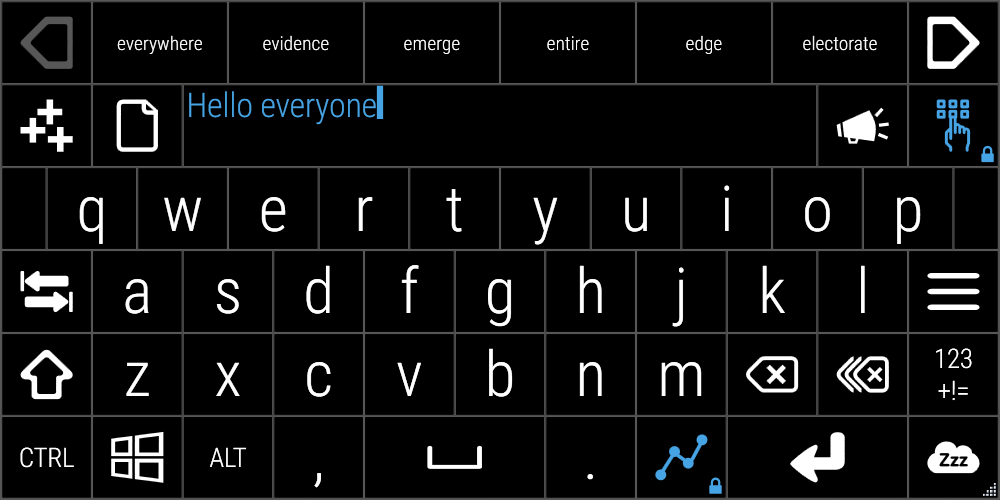 everywhere evidence emerge entire edge electorate
Hello everyone
q w e r t y u i o p
a s d f g h j k l
z x c v b n m 123
+!=
CTRL ALT , . Zzz